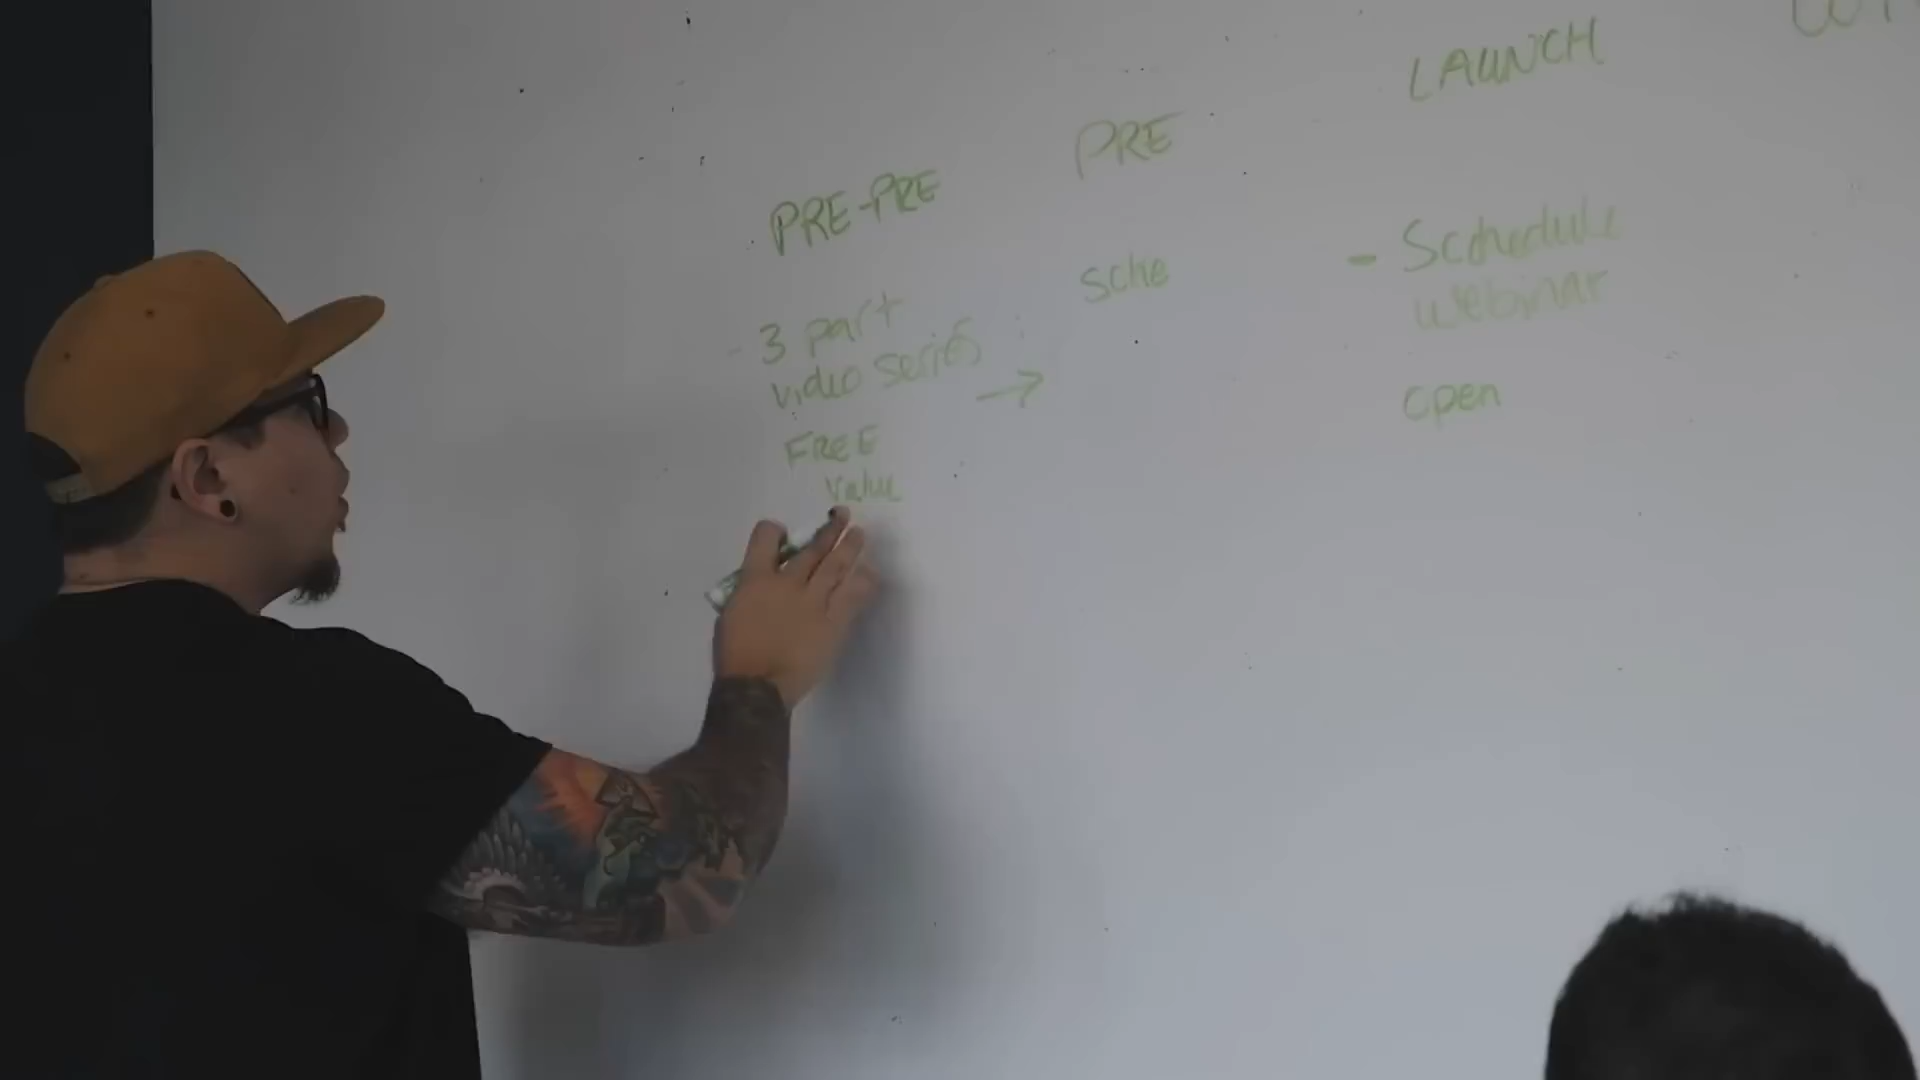 PRE-PRE
- 3 part
video series →
FREE
value
PRE
Sche
LAUNCH
- Schedule
webinar
open